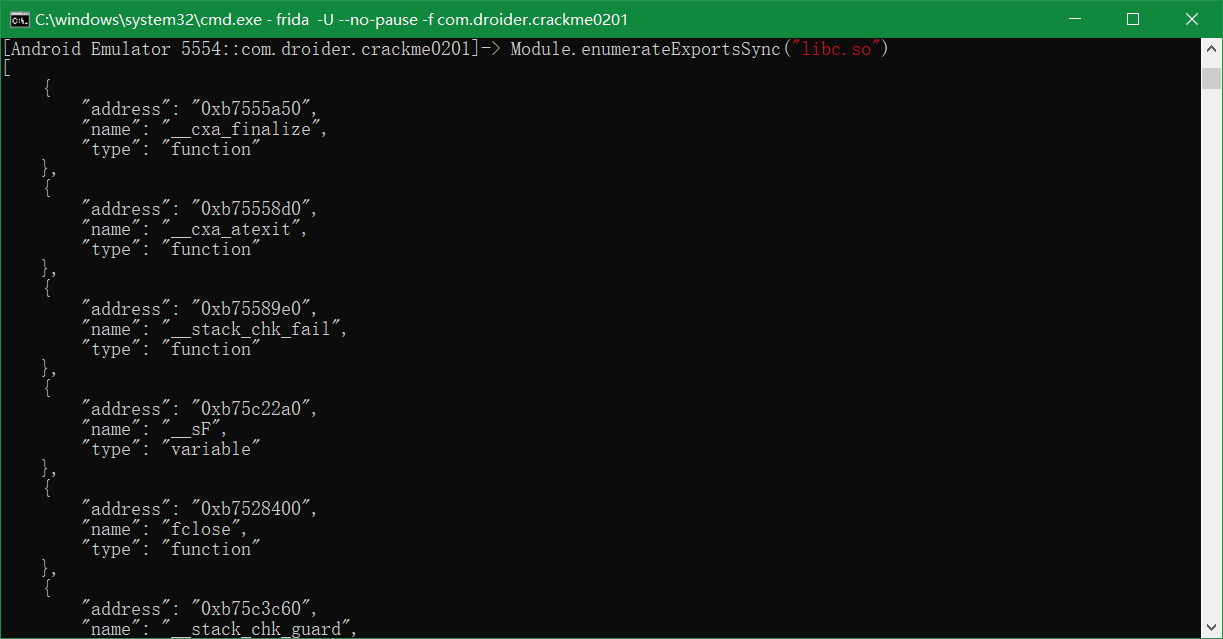 C:\windows\system32\cmd.exe - frida  -U --no-pause -f com.droider.crackme0201
[Android Emulator 5554::com.droider.crackme0201]-> Module.enumerateExportsSync("libc.so")
[
    {
        "address": "0xb7555a50",
        "name": "__cxa_finalize",
        "type": "function"
    },
    {
        "address": "0xb75558d0",
        "name": "__cxa_atexit",
        "type": "function"
    },
    {
        "address": "0xb75589e0",
        "name": "__stack_chk_fail",
        "type": "function"
    },
    {
        "address": "0xb75c22a0",
        "name": "__sF",
        "type": "variable"
    },
    {
        "address": "0xb7528400",
        "name": "fclose",
        "type": "function"
    },
    {
        "address": "0xb75c3c60",
        "name": "__stack_chk_guard",